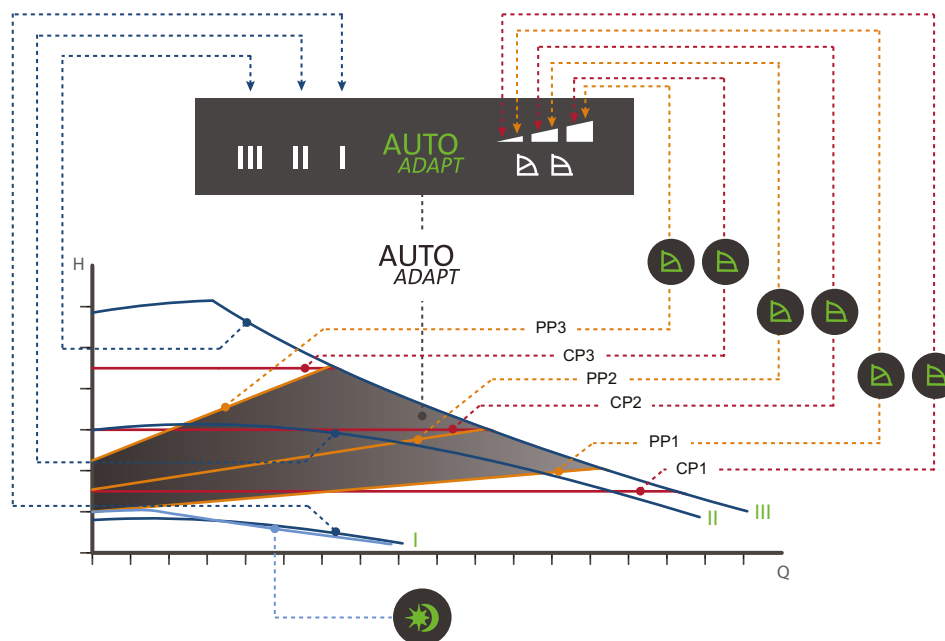 III II I
AUTO
ADAPT
AUTO
ADAPT
H
PP3
CP3
PP2
CP2
PP1
CP1
III
II
I
Q